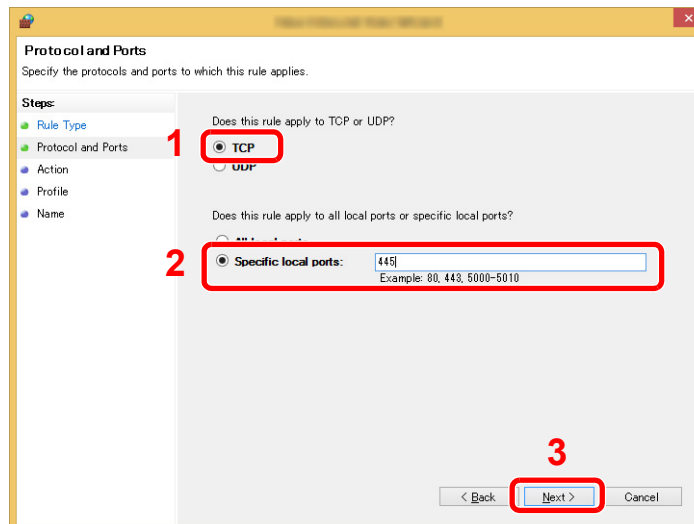 Protocol and Ports
Specify the protocols and ports to which this rule applies.
Steps:
Rule Type
Protocol and Ports
Action
Profile
Name
Does this rule apply to TCP or UDP?
1
TCP
UDP
Does this rule apply to all local ports or specific local ports?
2
Specific local ports:
445
Example: 80, 443, 5000-5010
3
< Back
Next >
Cancel